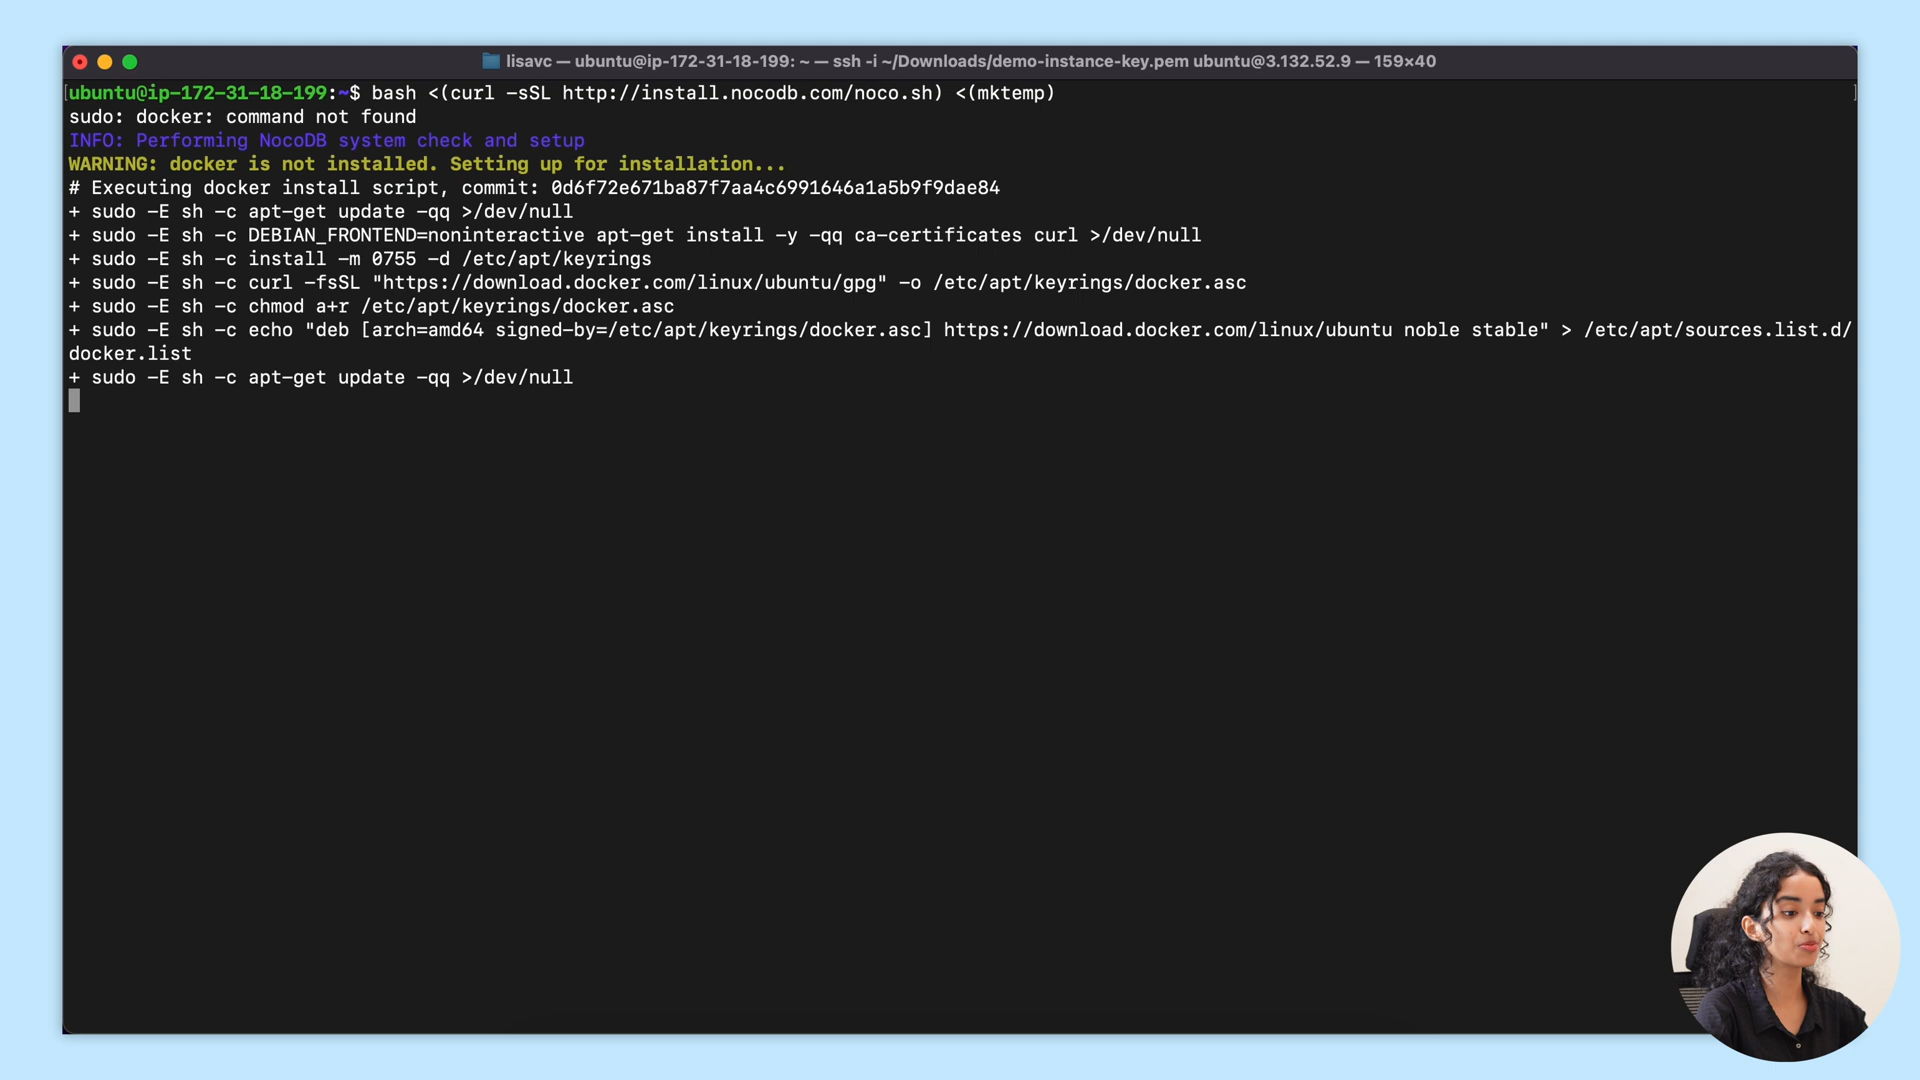 lisavc — ubuntu@ip-172-31-18-199: ~ — ssh -i ~/Downloads/demo-instance-key.pem ubuntu@3.132.52.9 — 159×40
[ubuntu@ip-172-31-18-199:~$ bash <(curl -sSL http://install.nocodb.com/noco.sh) <(mktemp) ]
sudo: docker: command not found
INFO: Performing NocoDB system check and setup
WARNING: docker is not installed. Setting up for installation...
# Executing docker install script, commit: 0d6f72e671ba87f7aa4c6991646a1a5b9f9dae84
+ sudo -E sh -c apt-get update -qq >/dev/null
+ sudo -E sh -c DEBIAN_FRONTEND=noninteractive apt-get install -y -qq ca-certificates curl >/dev/null
+ sudo -E sh -c install -m 0755 -d /etc/apt/keyrings
+ sudo -E sh -c curl -fsSL "https://download.docker.com/linux/ubuntu/gpg" -o /etc/apt/keyrings/docker.asc
+ sudo -E sh -c chmod a+r /etc/apt/keyrings/docker.asc
+ sudo -E sh -c echo "deb [arch=amd64 signed-by=/etc/apt/keyrings/docker.asc] https://download.docker.com/linux/ubuntu noble stable" > /etc/apt/sources.list.d/
docker.list
+ sudo -E sh -c apt-get update -qq >/dev/null